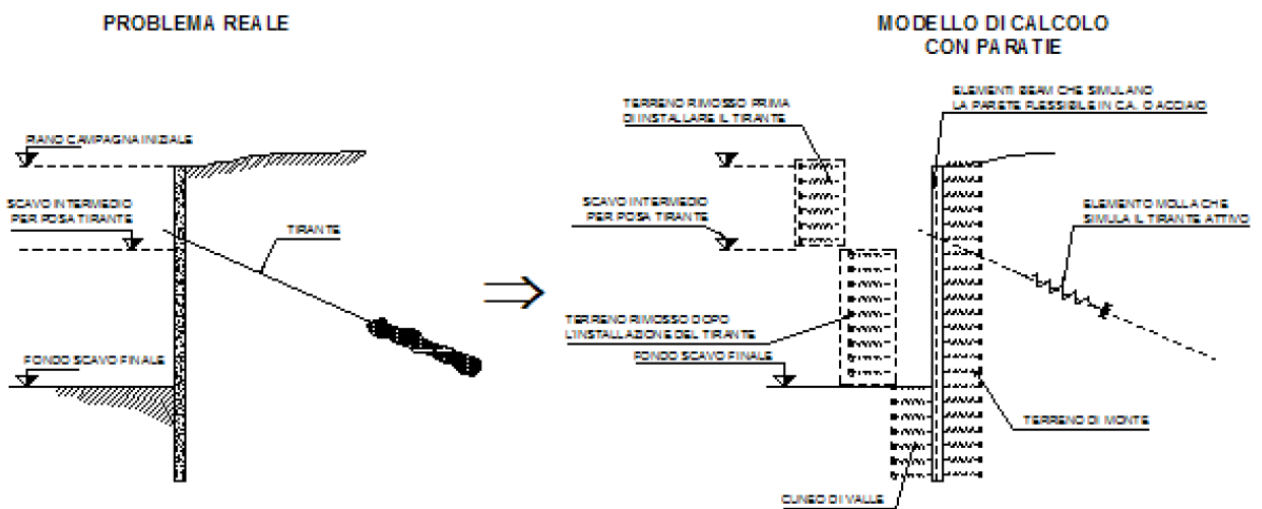 PROBLEMA REALE
PIANO CAMPAGNA INIZIALE
SCAVO INTERMEDIO
PER POSA TIRANTE
TIRANTE
FONDO SCAVO FINALE
MODELLO DI CALCOLO
CON PARATIE
TERRENO RIMOSSO PRIMA
DI INSTALLARE IL TIRANTE
ELEMENTI BEAM CHE SIMULANO
LA PARETE FLESSIBILE IN C.A. O ACCIAIO
SCAVO INTERMEDIO
PER POSA TIRANTE
ELEMENTO MOLLA CHE
SIMULA IL TIRANTE ATTIVO
TERRENO RIMOSSO DOPO
L'INSTALLAZIONE DEL TIRANTE
FONDO SCAVO FINALE
TERRENO DI MONTE
CUNEO DI VALLE